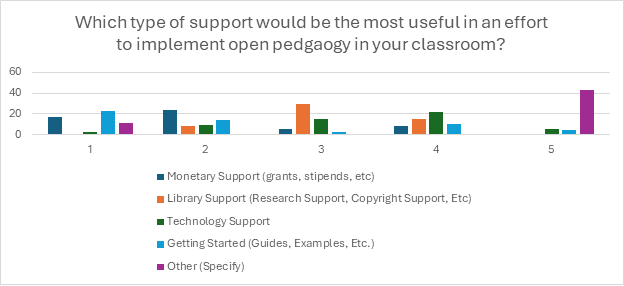 Which type of support would be the most useful in an effort
to implement open pedgaogy in your classroom?
60
40
20
0
1 2 3 4 5
Monetary Support (grants, stipends, etc)
Library Support (Research Support, Copyright Support, Etc)
Technology Support
Getting Started (Guides, Examples, Etc.)
Other (Specify)